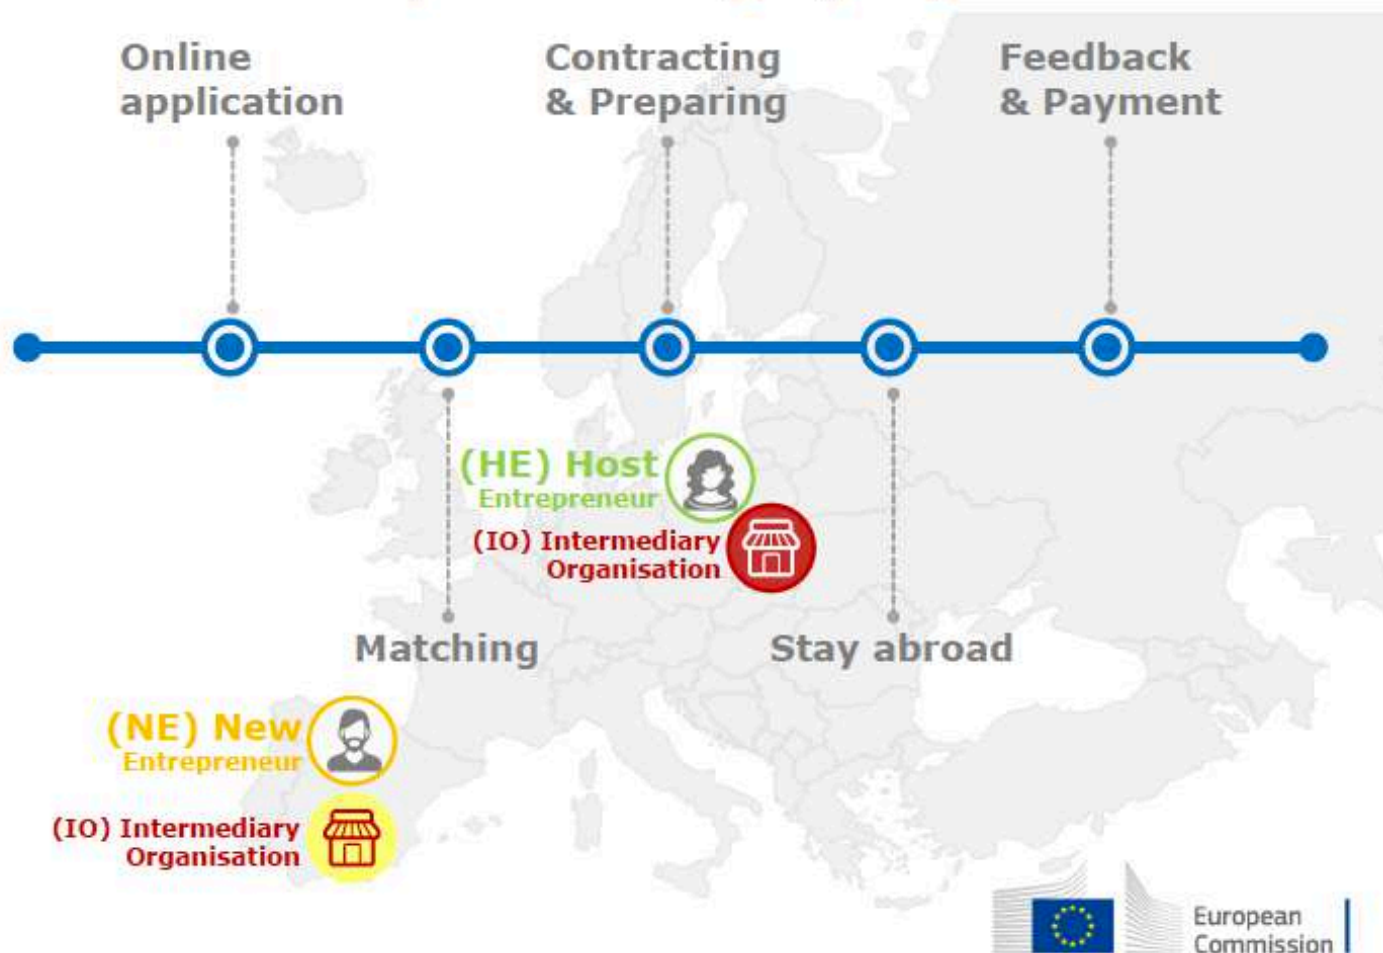 Online
application
Contracting
& Preparing
Feedback
& Payment
(HE) Host
Entrepreneur
(IO) Intermediary
Organisation
Matching
Stay abroad
(NE) New
Entrepreneur
(IO) Intermediary
Organisation
European
Commission